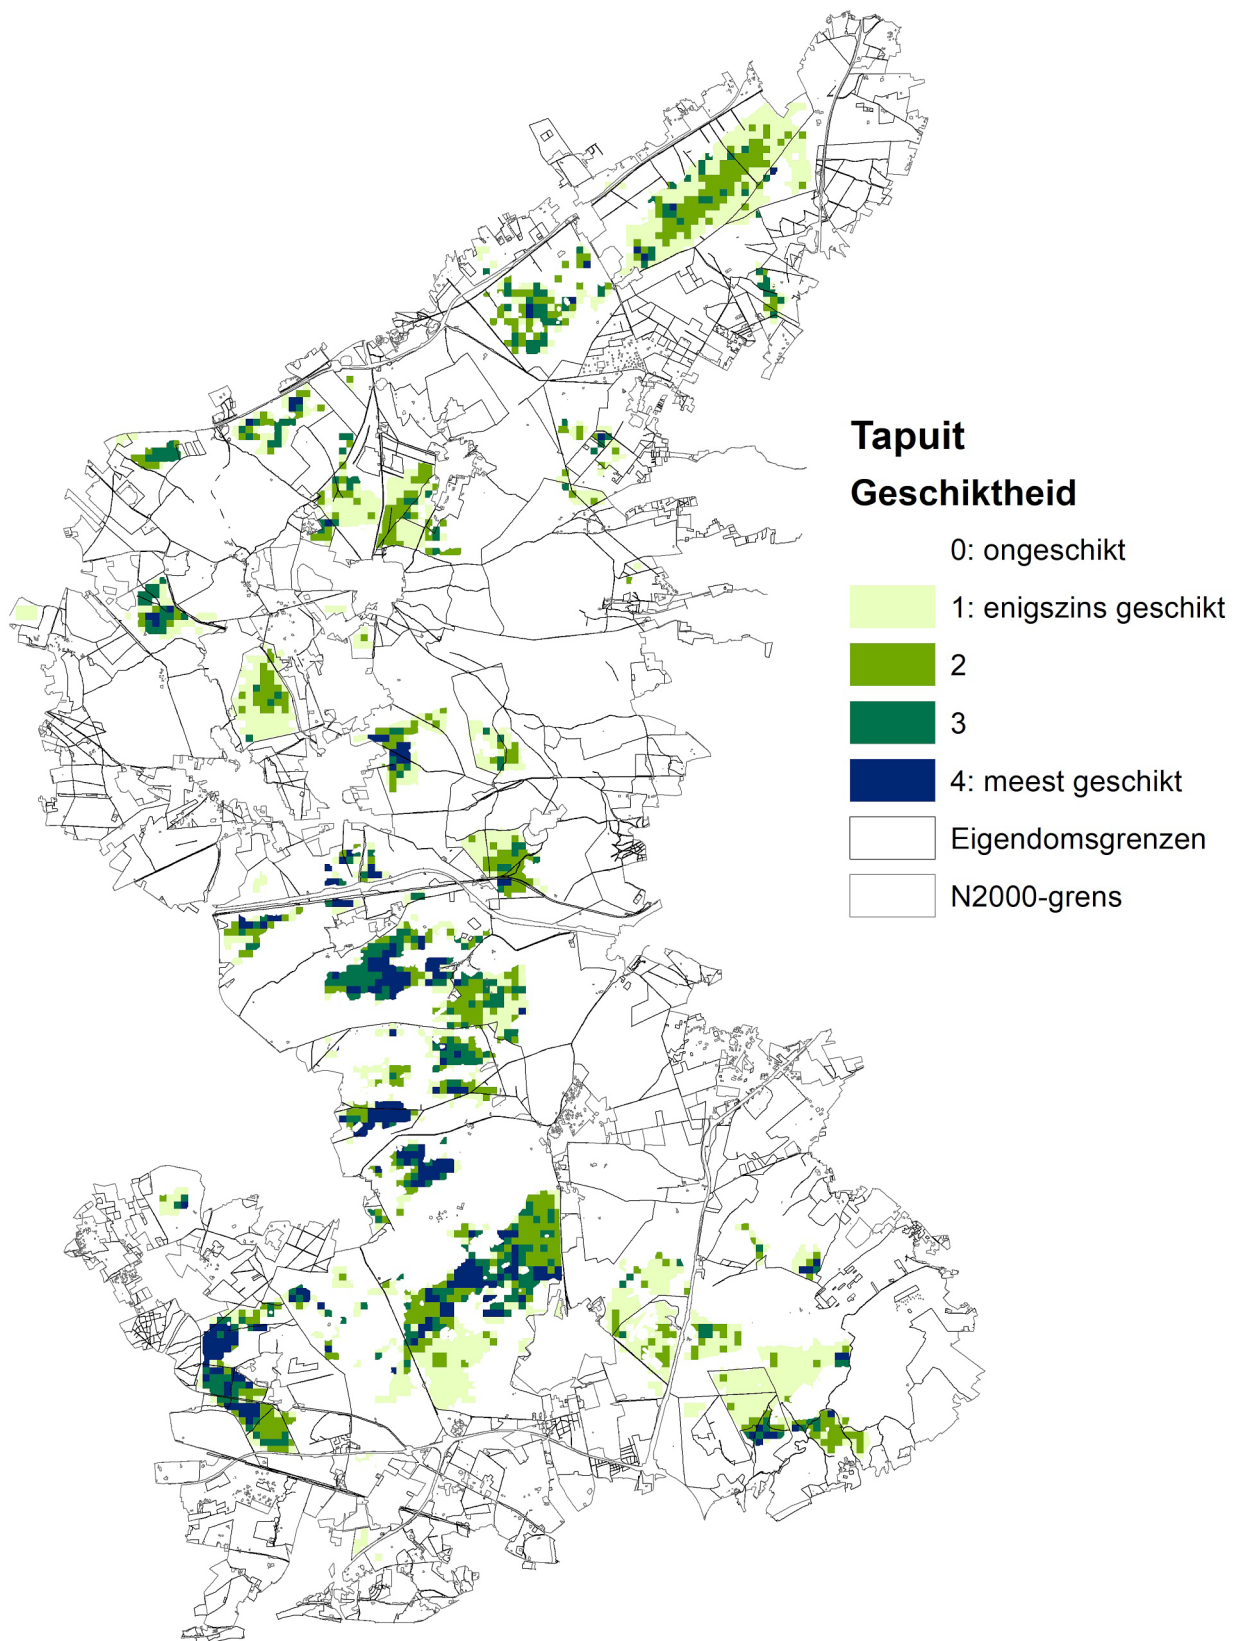 Tapuit
Geschiktheid
0: ongeschikt
1: enigszins geschikt
2
3
4: meest geschikt
Eigendomsgrenzen
N2000-grens